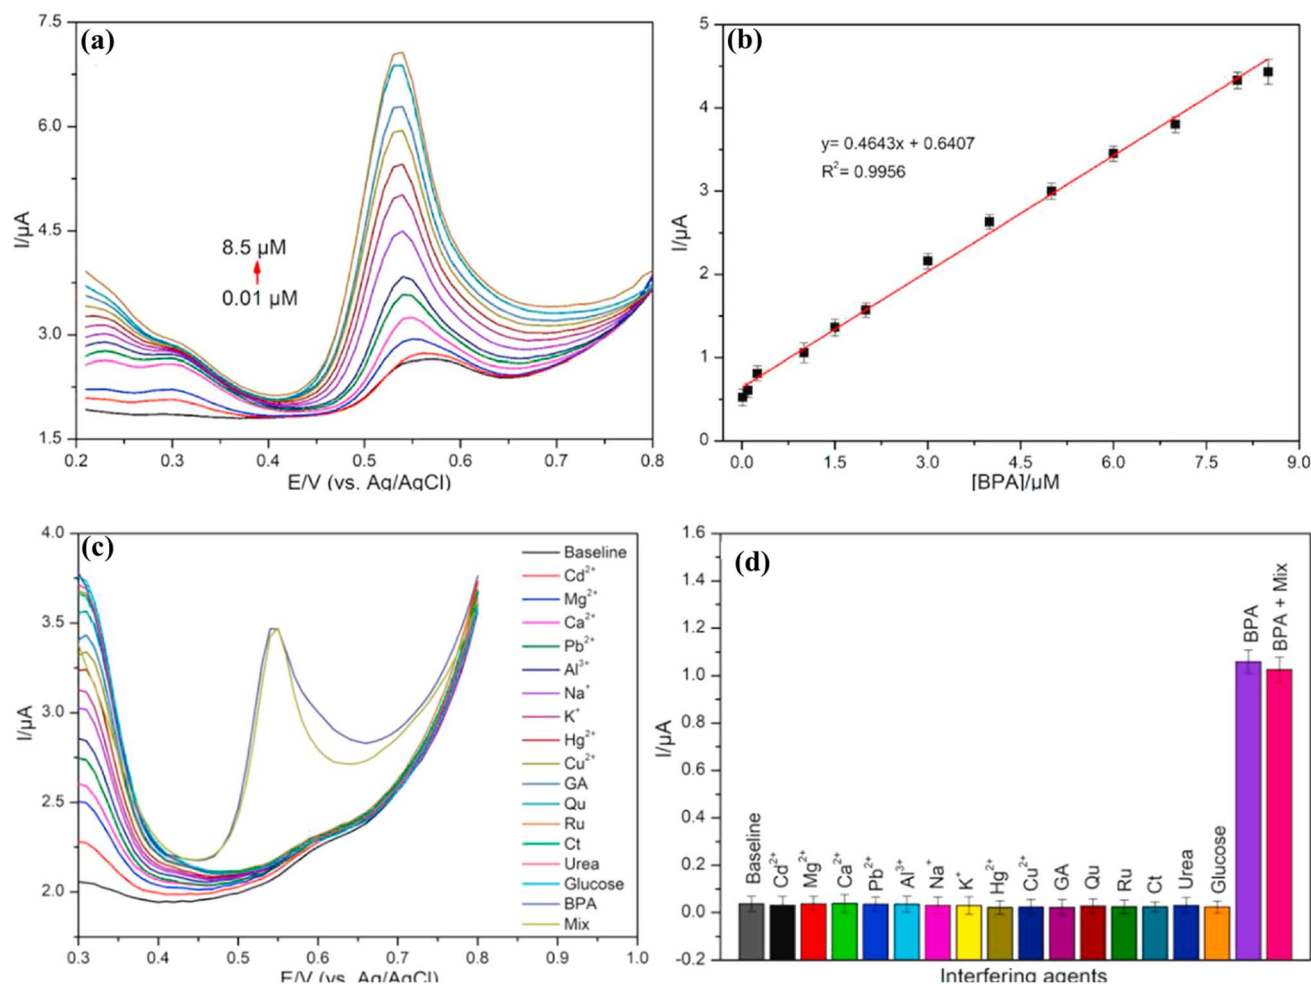 (a)
7.5
6.0
4.5
3.0
1.5
I/µA
8.5 µM
0.01 µM
0.2 0.3 0.4 0.5 0.6 0.7 0.8
E/V (vs. Ag/AgCl)
(b)
5
4
3
2
1
0
I/µA
y= 0.4643x + 0.6407
R²= 0.9956
0.0 1.5 3.0 4.5 6.0 7.5 9.0
[BPA]/µM
(c)
4.0
3.5
3.0
2.5
2.0
I/µA
Baseline
Cd²⁺
Mg²⁺
Ca²⁺
Pb²⁺
Al³⁺
Na⁺
K⁺
Hg²⁺
Cu²⁺
GA
Qu
Ru
Ct
Urea
Glucose
BPA
Mix
0.3 0.4 0.5 0.6 0.7 0.8 0.9 1.0
E/V (vs. Ag/AgCl)
(d)
1.6
1.4
1.2
1.0
0.8
0.6
0.4
0.2
0.0
-0.2
I/µA
Baseline
Cd²⁺
Mg²⁺
Ca²⁺
Pb²⁺
Al³⁺
Na⁺
K⁺
Hg²⁺
Cu²⁺
GA
Qu
Ru
Ct
Urea
Glucose
BPA
BPA + Mix
Interfering agents